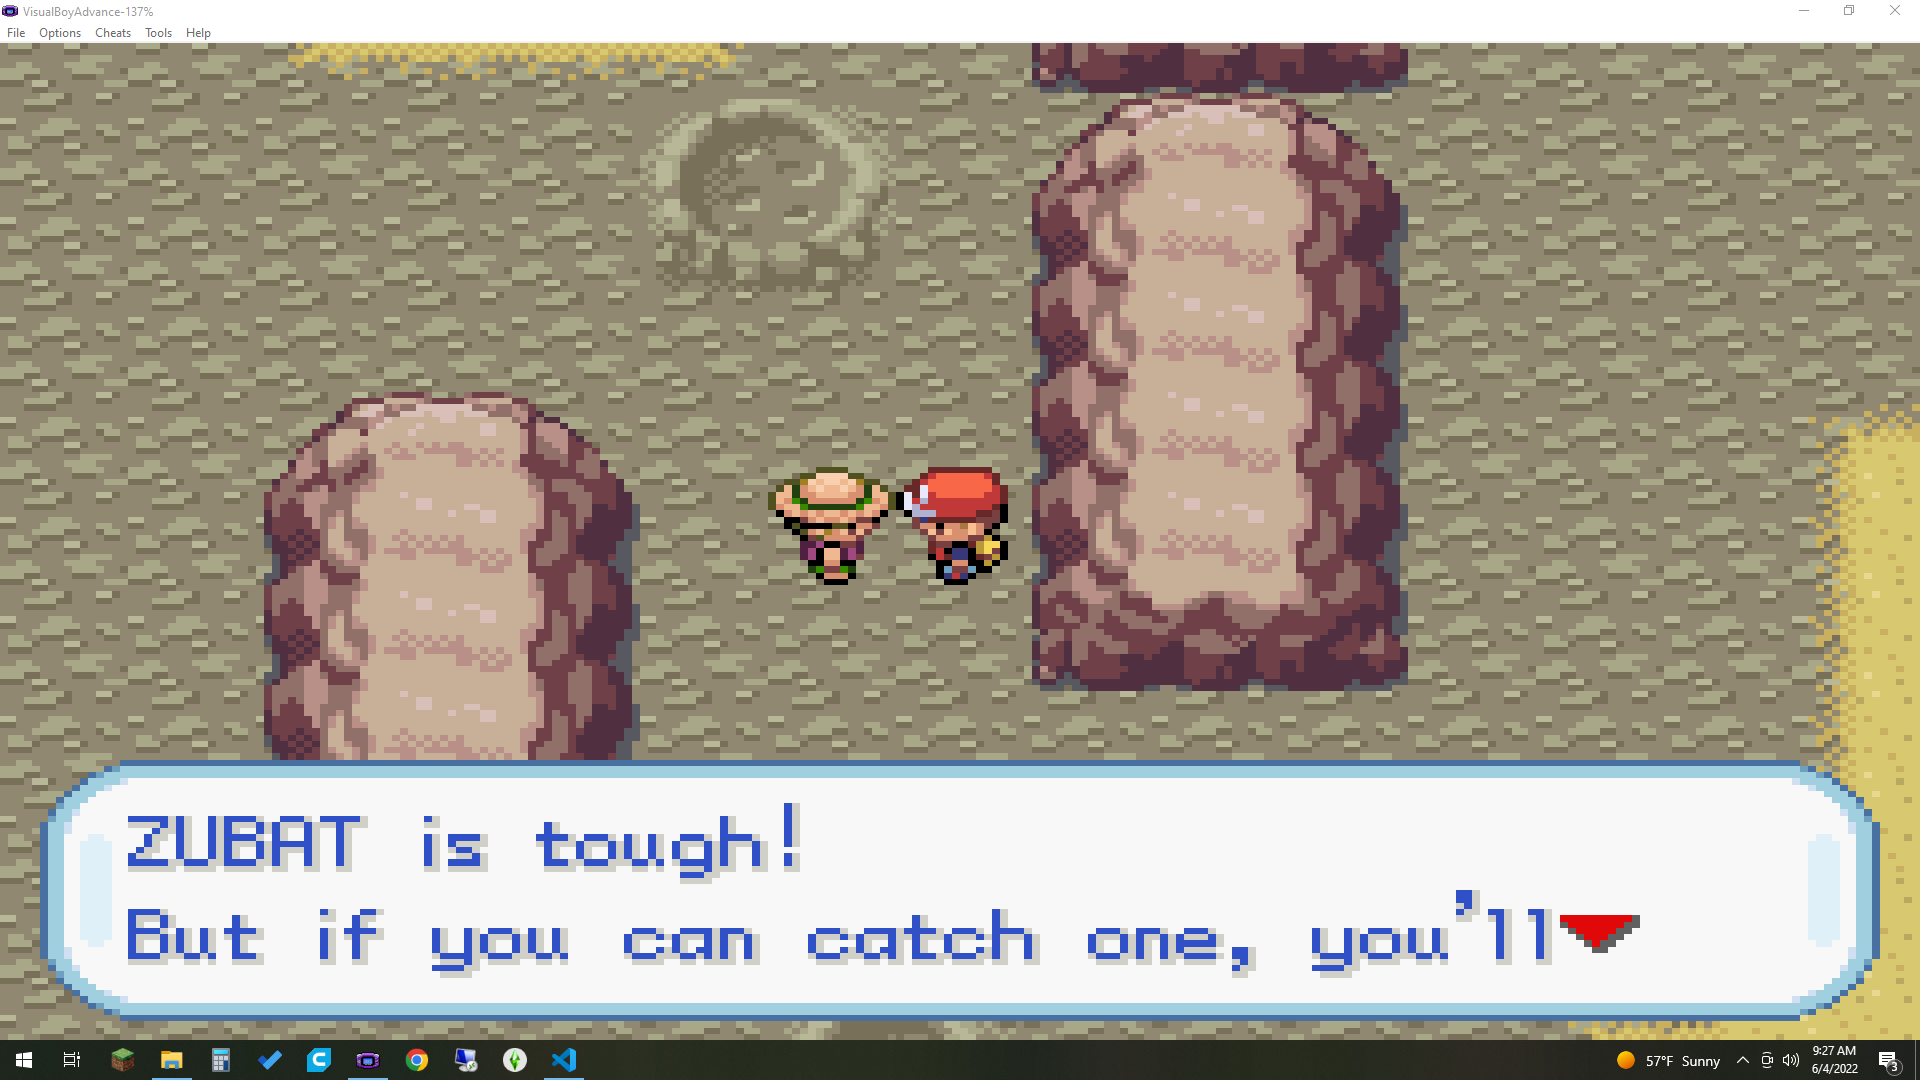 VisualBoyAdvance-137%
File Options Cheats Tools Help
ZUBAT is tough!
But if you can catch one, you'll
57°F Sunny
9:27 AM
6/4/2022
3